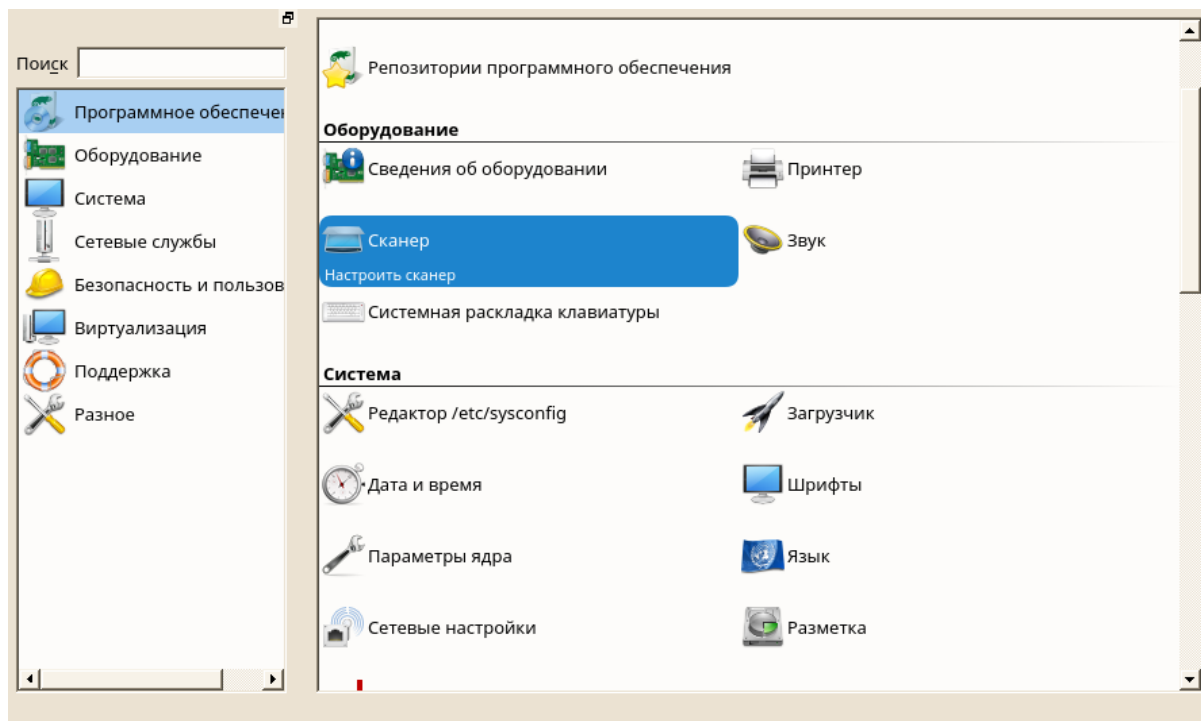 Поиск
Программное обеспечен
Оборудование
Система
Сетевые службы
Безопасность и пользов
Виртуализация
Поддержка
Разное
Репозитории программного обеспечения
Оборудование
Сведения об оборудовании
Принтер
Сканер
Настроить сканер
Звук
Системная раскладка клавиатуры
Система
Редактор /etc/sysconfig
Загрузчик
Дата и время
Шрифты
Параметры ядра
Язык
Сетевые настройки
Разметка